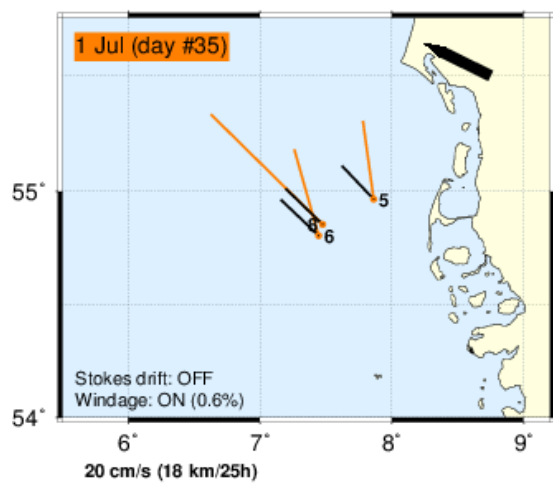 1 Jul (day #35)
55°
5
6
Stokes drift: OFF
Windage: ON (0.6%)
54°
6° 7° 8° 9°
20 cm/s (18 km/25h)